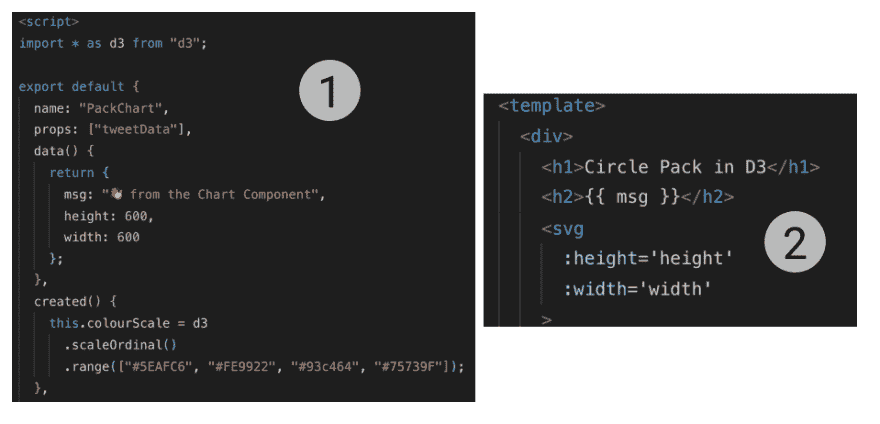 <script>
import * as d3 from "d3";
export default {
name: "PackChart",
props: ["tweetData"],
data() {
return {
msg: "👋 from the Chart Component",
height: 600,
width: 600
};
},
created() {
this.colourScale = d3
.scaleOrdinal()
.range(["#5EAFC6", "#FE9922", "#93c464", "#75739F"]);
},
1
<template>
<div>
<h1>Circle Pack in D3</h1>
<h2>{{ msg }}</h2>
<svg
:height='height'
:width='width'
>
2